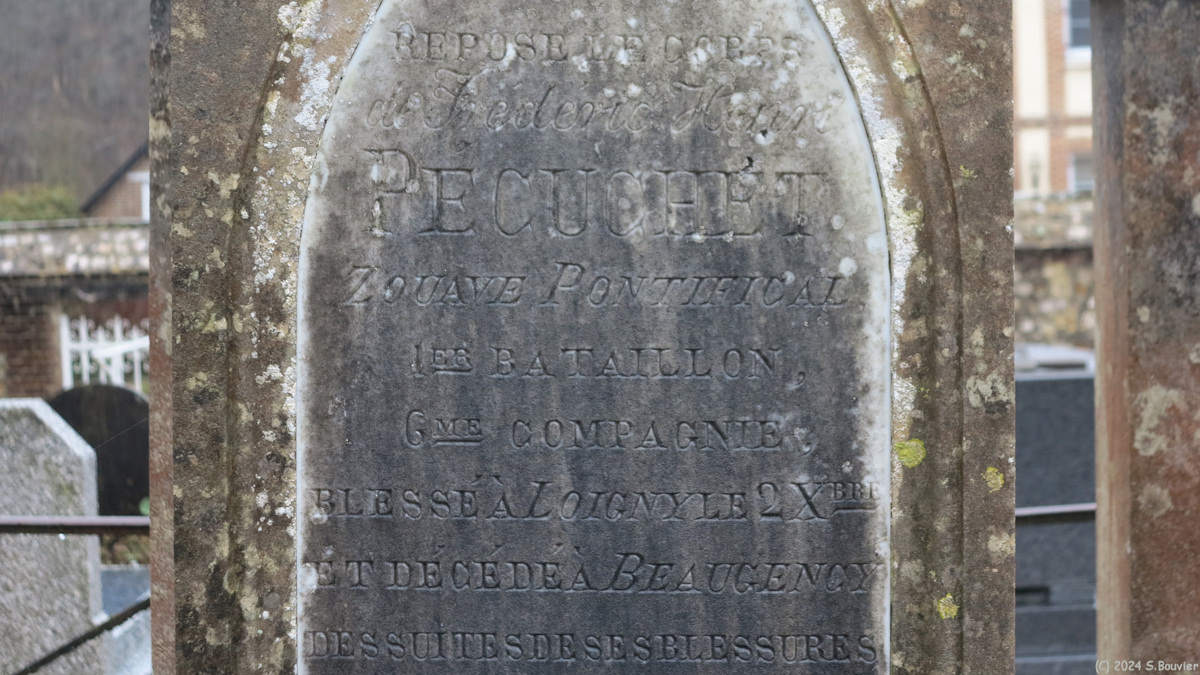 REPOSE LE CORPS
de Frédéric Henri
PÉCUCHET
ZOUAVE PONTIFICAL
1ER BATAILLON,
6ME COMPAGNIE,
BLESSÉ À LOIGNY LE 2 XBRE
ET DÉCÉDÉ À BEAUGENCY
DES SUITES DE SES BLESSURES
(C) 2024 S.Bouvier